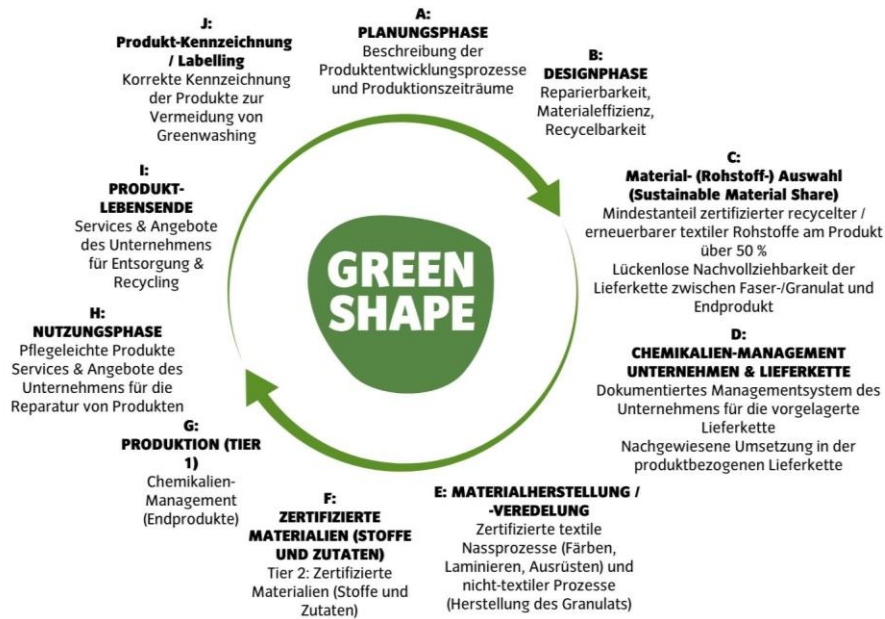 A:
PLANUNGSPHASE
Beschreibung der
Produktentwicklungsprozesse
und Produktionszeiträume
B:
DESIGNPHASE
Reparierbarkeit,
Materialeffizienz,
Recycelbarkeit
C:
Material- (Rohstoff-) Auswahl
(Sustainable Material Share)
Mindestanteil zertifizierter recycelter /
erneuerbarer textiler Rohstoffe am Produkt
über 50 %
Lückenlose Nachvollziehbarkeit der
Lieferkette zwischen Faser-/Granulat und
Endprodukt
D:
CHEMIKALIEN-MANAGEMENT
UNTERNEHMEN & LIEFERKETTE
Dokumentiertes Managementsystem des
Unternehmens für die vorgelagerte
Lieferkette
Nachgewiesene Umsetzung in der
produktbezogenen Lieferkette
E: MATERIALHERSTELLUNG /
-VEREDELUNG
Zertifizierte textile
Nassprozesse (Färben,
Laminieren, Ausrüsten) und
nicht-textiler Prozesse
(Herstellung des Granulats)
F:
ZERTIFIZIERTE
MATERIALIEN (STOFFE
UND ZUTATEN)
Tier 2: Zertifizierte
Materialien (Stoffe und
Zutaten)
G:
PRODUKTION (TIER
1)
Chemikalien-
Management
(Endprodukte)
H:
NUTZUNGSPHASE
Pflegeleichte Produkte
Services & Angebote des
Unternehmens für die
Reparatur von Produkten
I:
PRODUKT-
LEBENSENDE
Services & Angebote
des Unternehmens
für Entsorgung &
Recycling
J:
Produkt-Kennzeichnung
/ Labelling
Korrekte Kennzeichnung
der Produkte zur
Vermeidung von
Greenwashing
GREEN
SHAPE